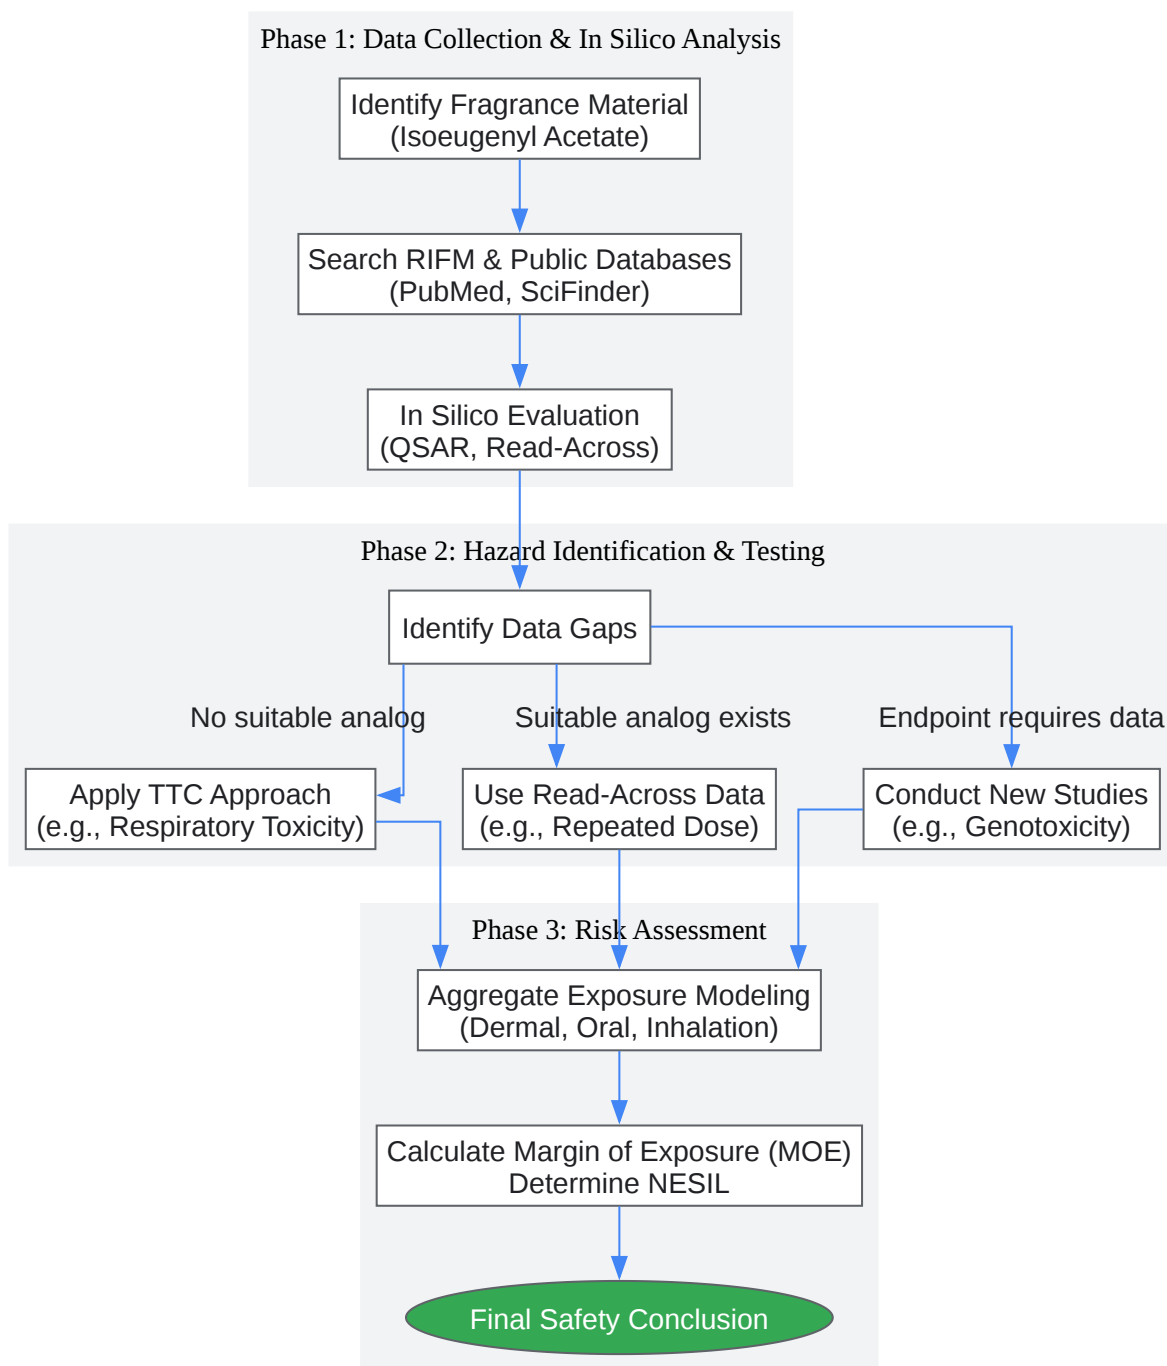 Phase 1: Data Collection & In Silico Analysis
Identify Fragrance Material
(Isoeugenyl Acetate)
Search RIFM & Public Databases
(PubMed, SciFinder)
In Silico Evaluation
(QSAR, Read-Across)
Phase 2: Hazard Identification & Testing
Identify Data Gaps
No suitable analog
Suitable analog exists
Endpoint requires data
Apply TTC Approach
(e.g., Respiratory Toxicity)
Use Read-Across Data
(e.g., Repeated Dose)
Conduct New Studies
(e.g., Genotoxicity)
Phase 3: Risk Assessment
Aggregate Exposure Modeling
(Dermal, Oral, Inhalation)
Calculate Margin of Exposure (MOE)
Determine NESIL
Final Safety Conclusion